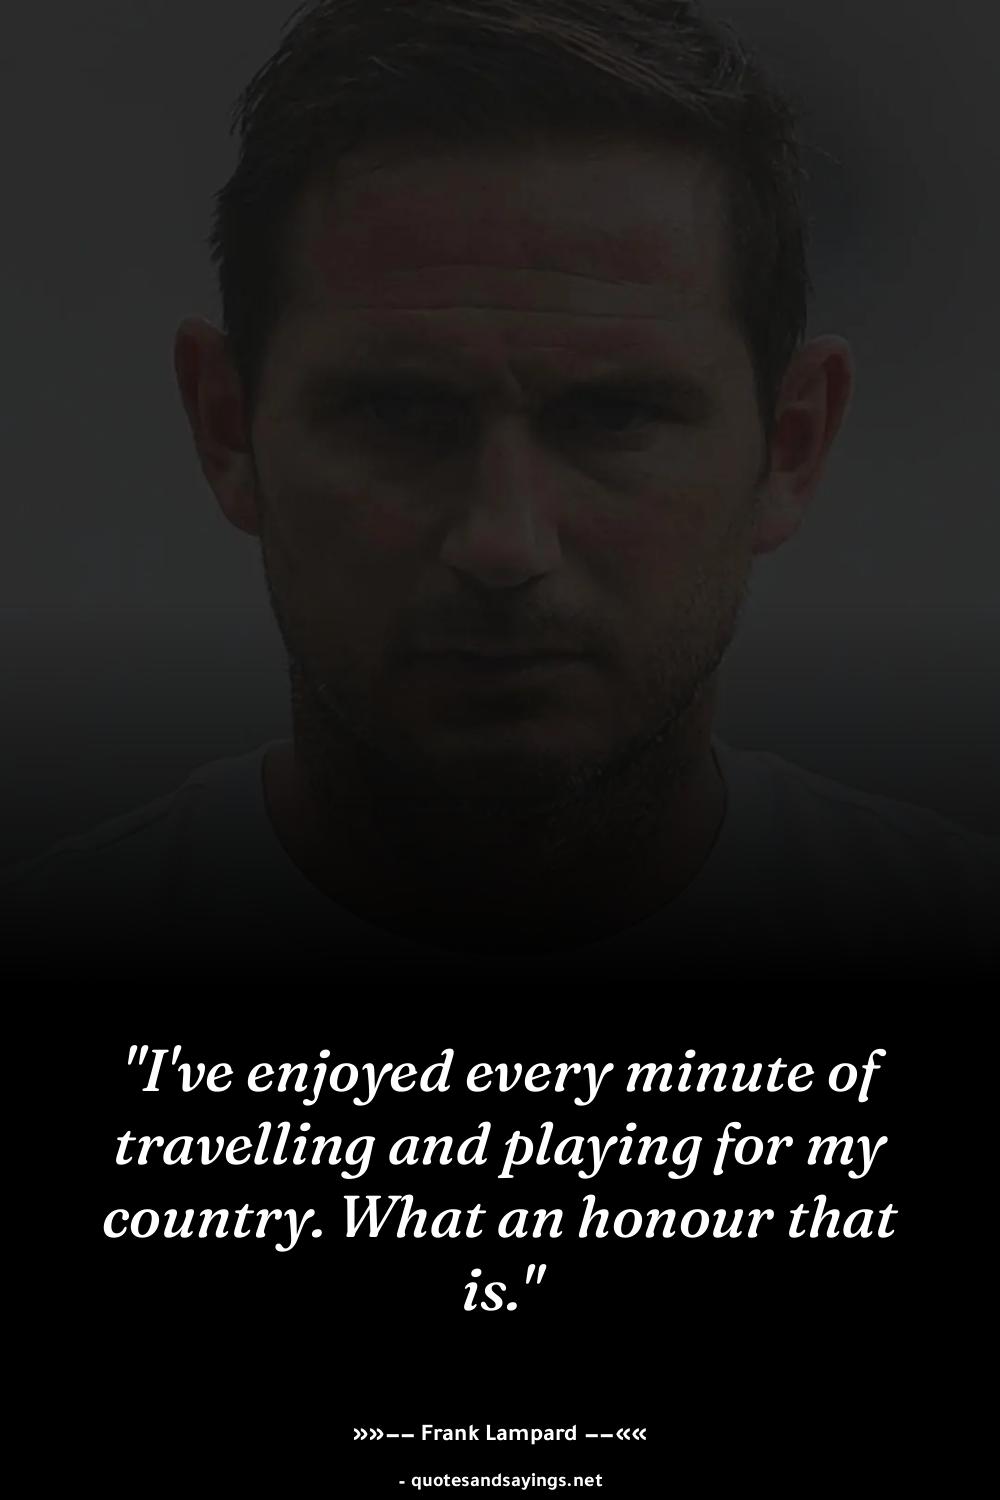 "I've enjoyed every minute of
travelling and playing for my
country. What an honour that
is."
»»−− Frank Lampard −−««
- quotesandsayings.net